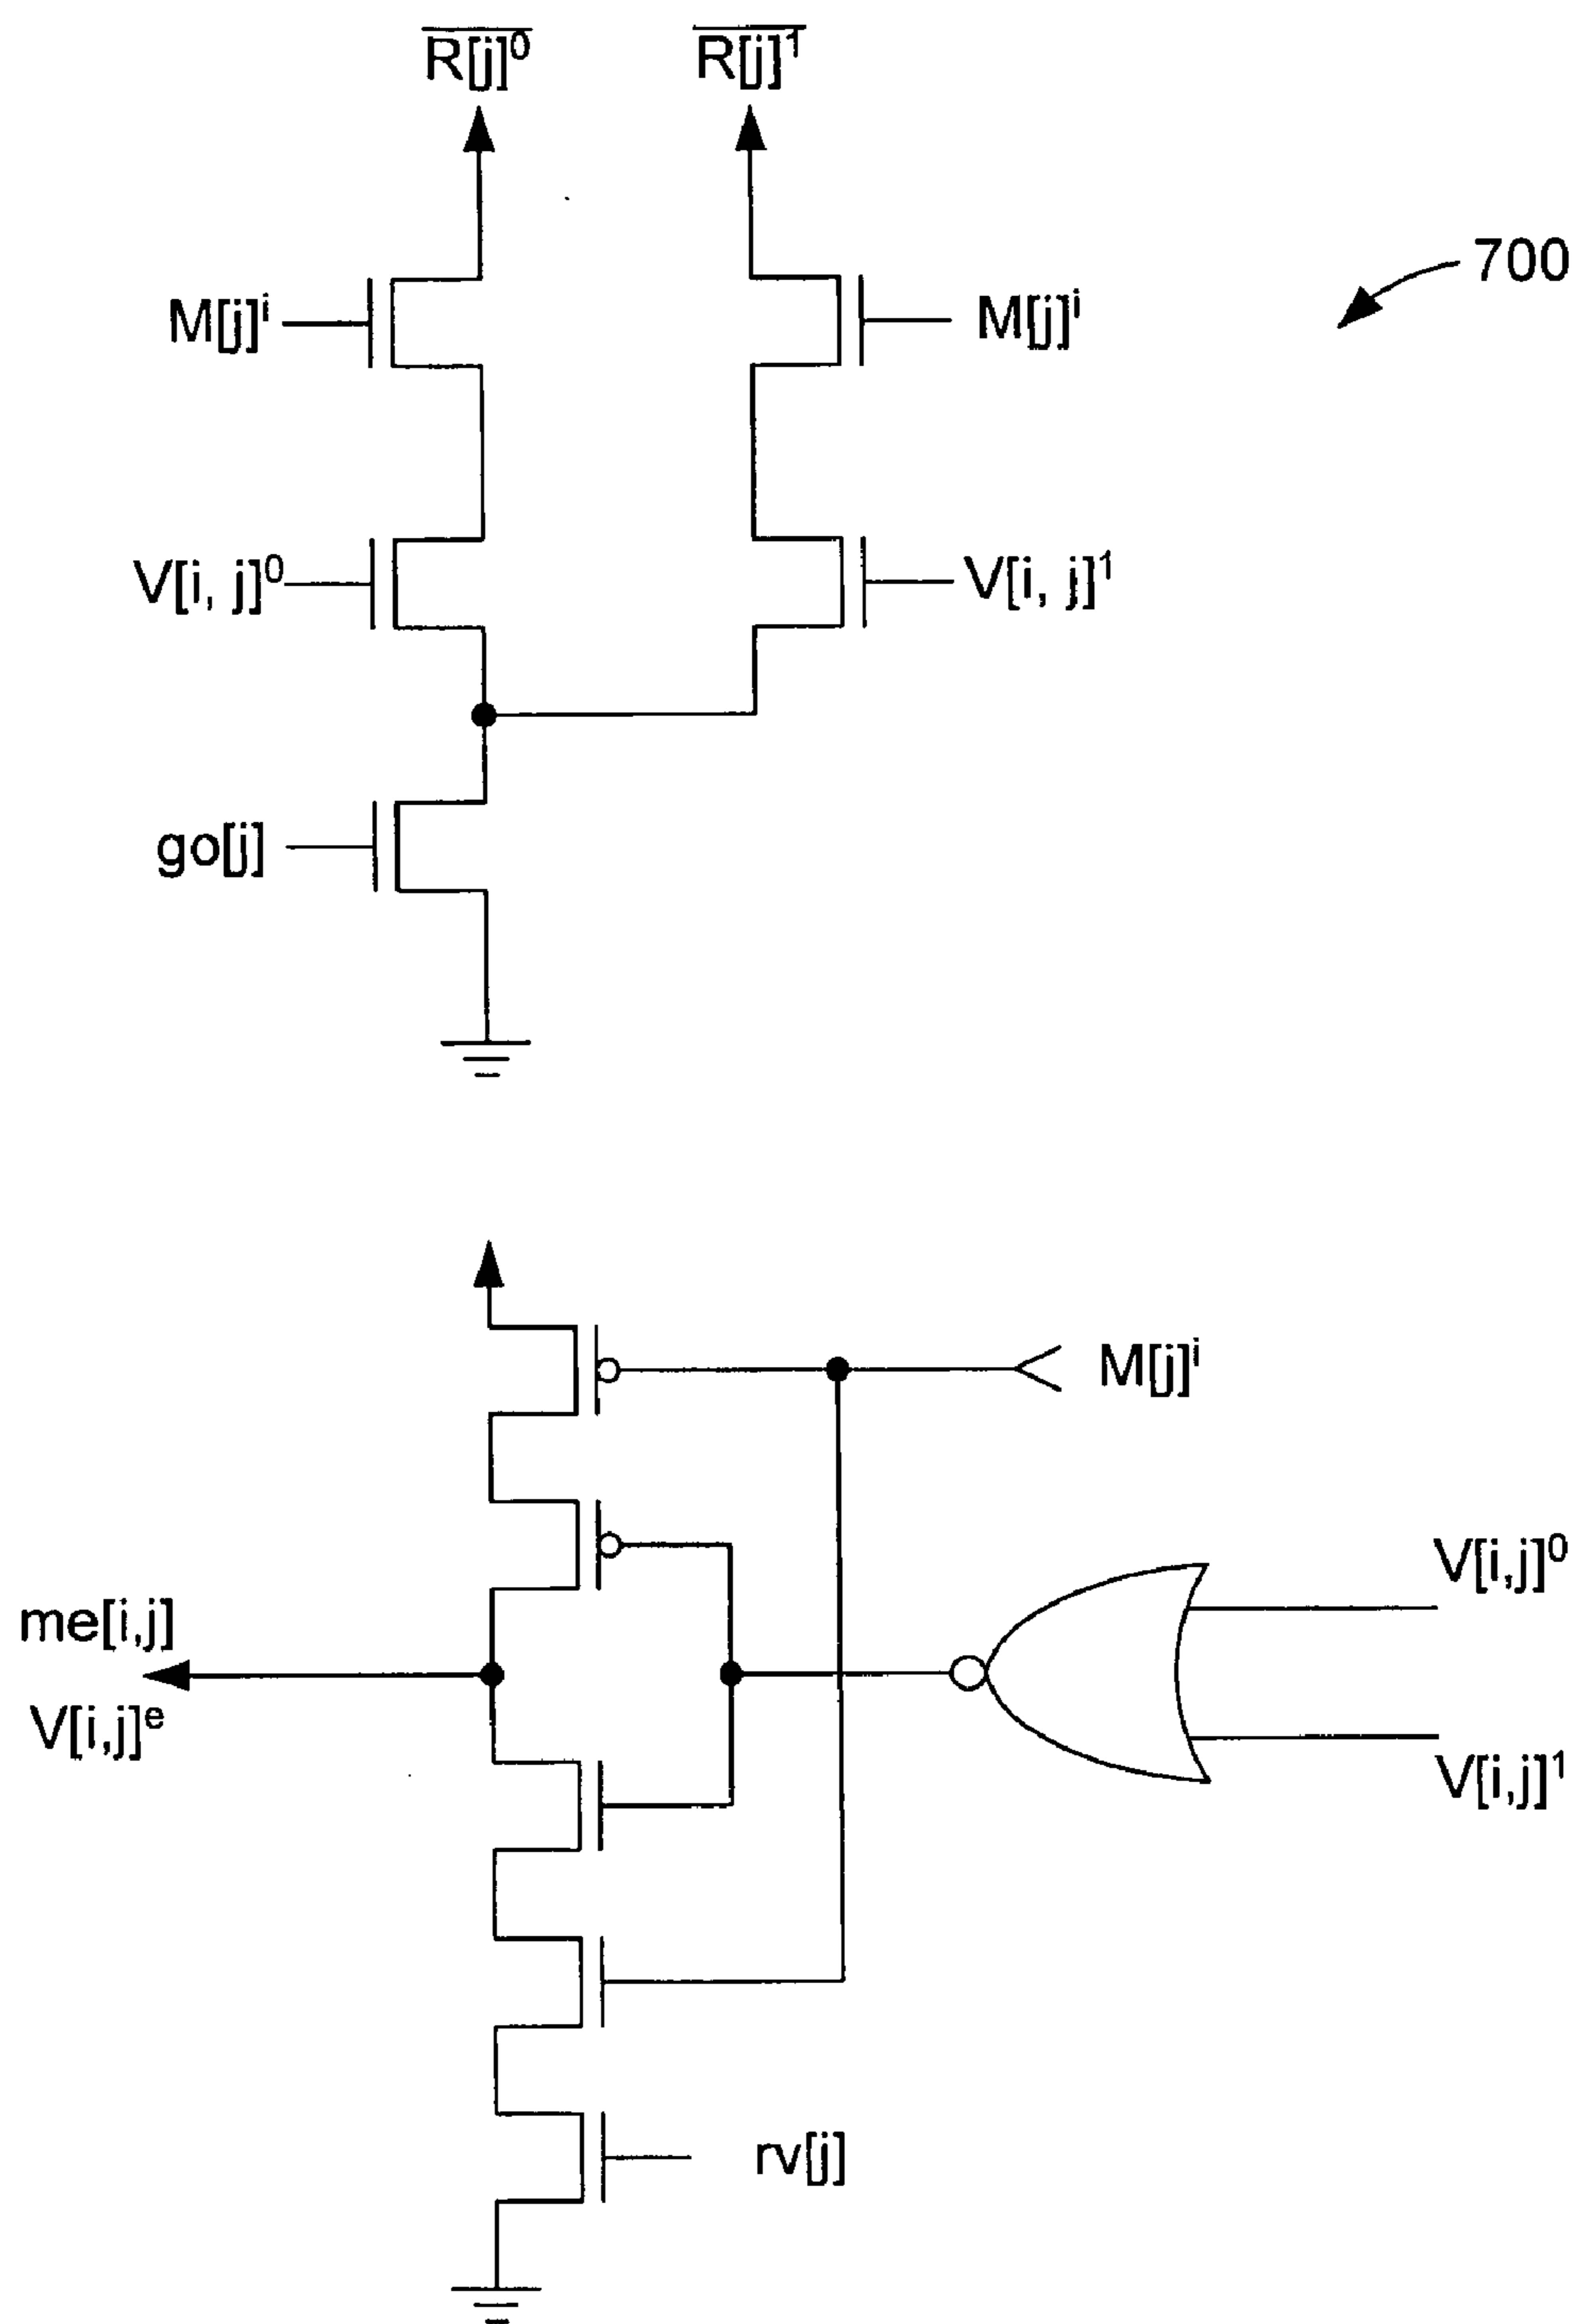 R[j]⁰ R[j]¹
700
M[j]ⁱ M[j]ⁱ
V[i, j]⁰ V[i, j]¹
go[j]
M[j]ⁱ
V[i,j]⁰
me[i,j]
V[i,j]ᵉ
V[i,j]¹
rv[j]